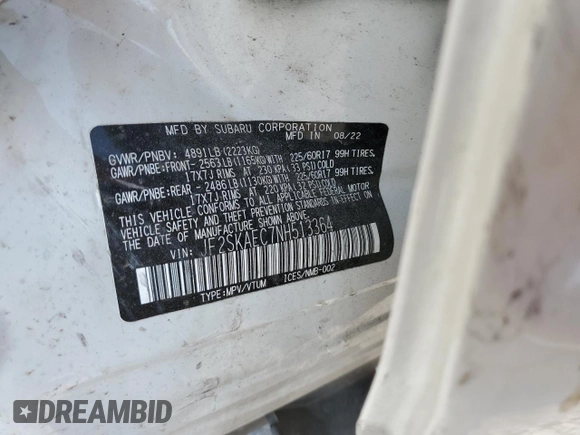 MFD BY SUBARU CORPORATION
MFD IN 08/22
GVWR/PNBV: 4891LB(2223KG)
GAWR/PNBE:FRONT- 2563LB(1165KG)WITH 225/60R17 99H TIRES,
17X7J RIMS AT 230 KPA(33 PSI)COLD
GAWR/PNBE:REAR - 2486LB(1130KG)WITH 225/60R17 99H TIRES,
17X7J RIMS AT 220 KPA(32 PSI)COLD
THIS VEHICLE CONFORMS TO ALL APPLICABLE FEDERAL MOTOR
VEHICLE SAFETY AND THEFT PREVENTION STANDARDS IN EFFECT ON
THE DATE OF MANUFACTURE SHOWN ABOVE.
VIN: JF2SKAEC7NH513364
TYPE:MPV/VTUM ICES/NMB-002
DREAMBID